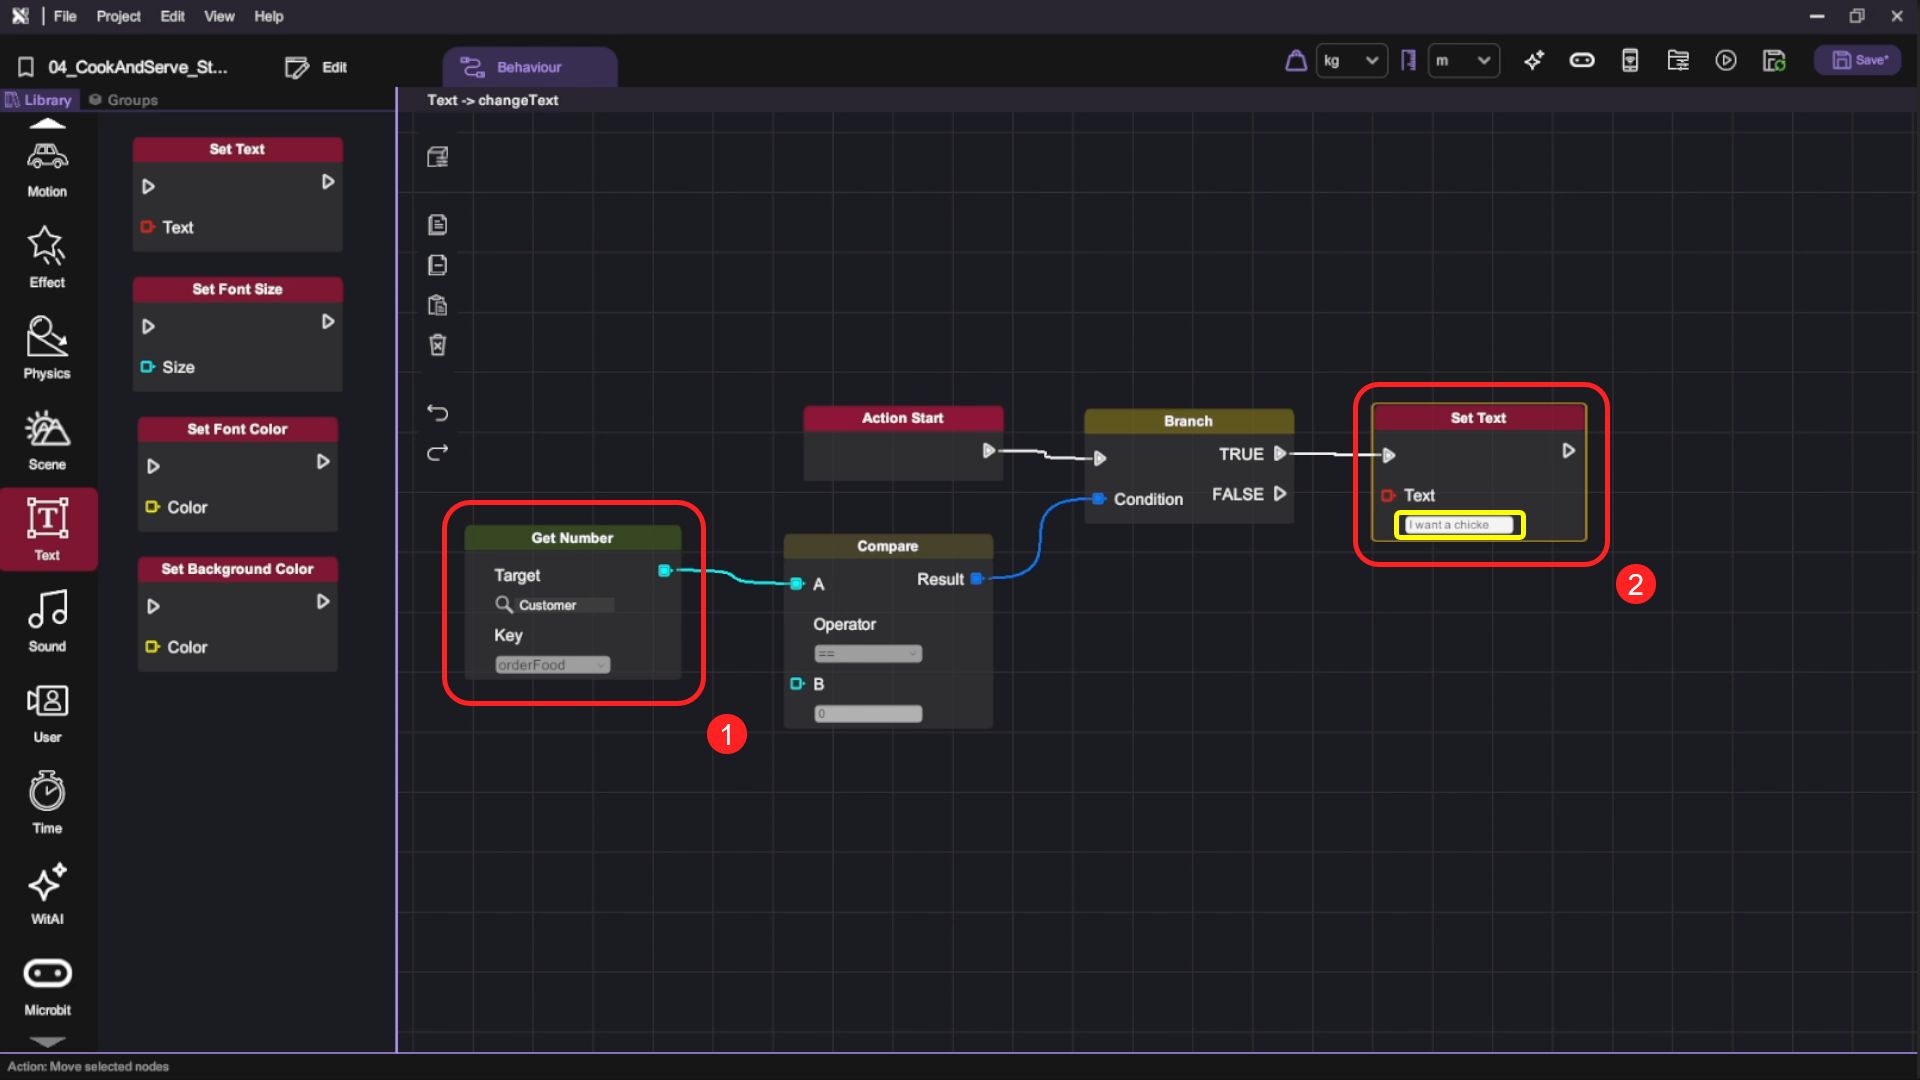 File Project Edit View Help
04_CookAndServe_St... Edit Behaviour kg m Save*
Library Groups
Text -> changeText
Motion
Effect
Physics
Scene
Text
Sound
User
Time
WitAI
Microbit
Set Text
Text
Set Font Size
Size
Set Font Color
Color
Set Background Color
Color
Get Number
Target
Customer
Key
orderFood
1
Action Start
Compare
A Result
Operator
==
B
0
Branch
TRUE
Condition FALSE
Set Text
Text
I want a chicke
2
Action: Move selected nodes